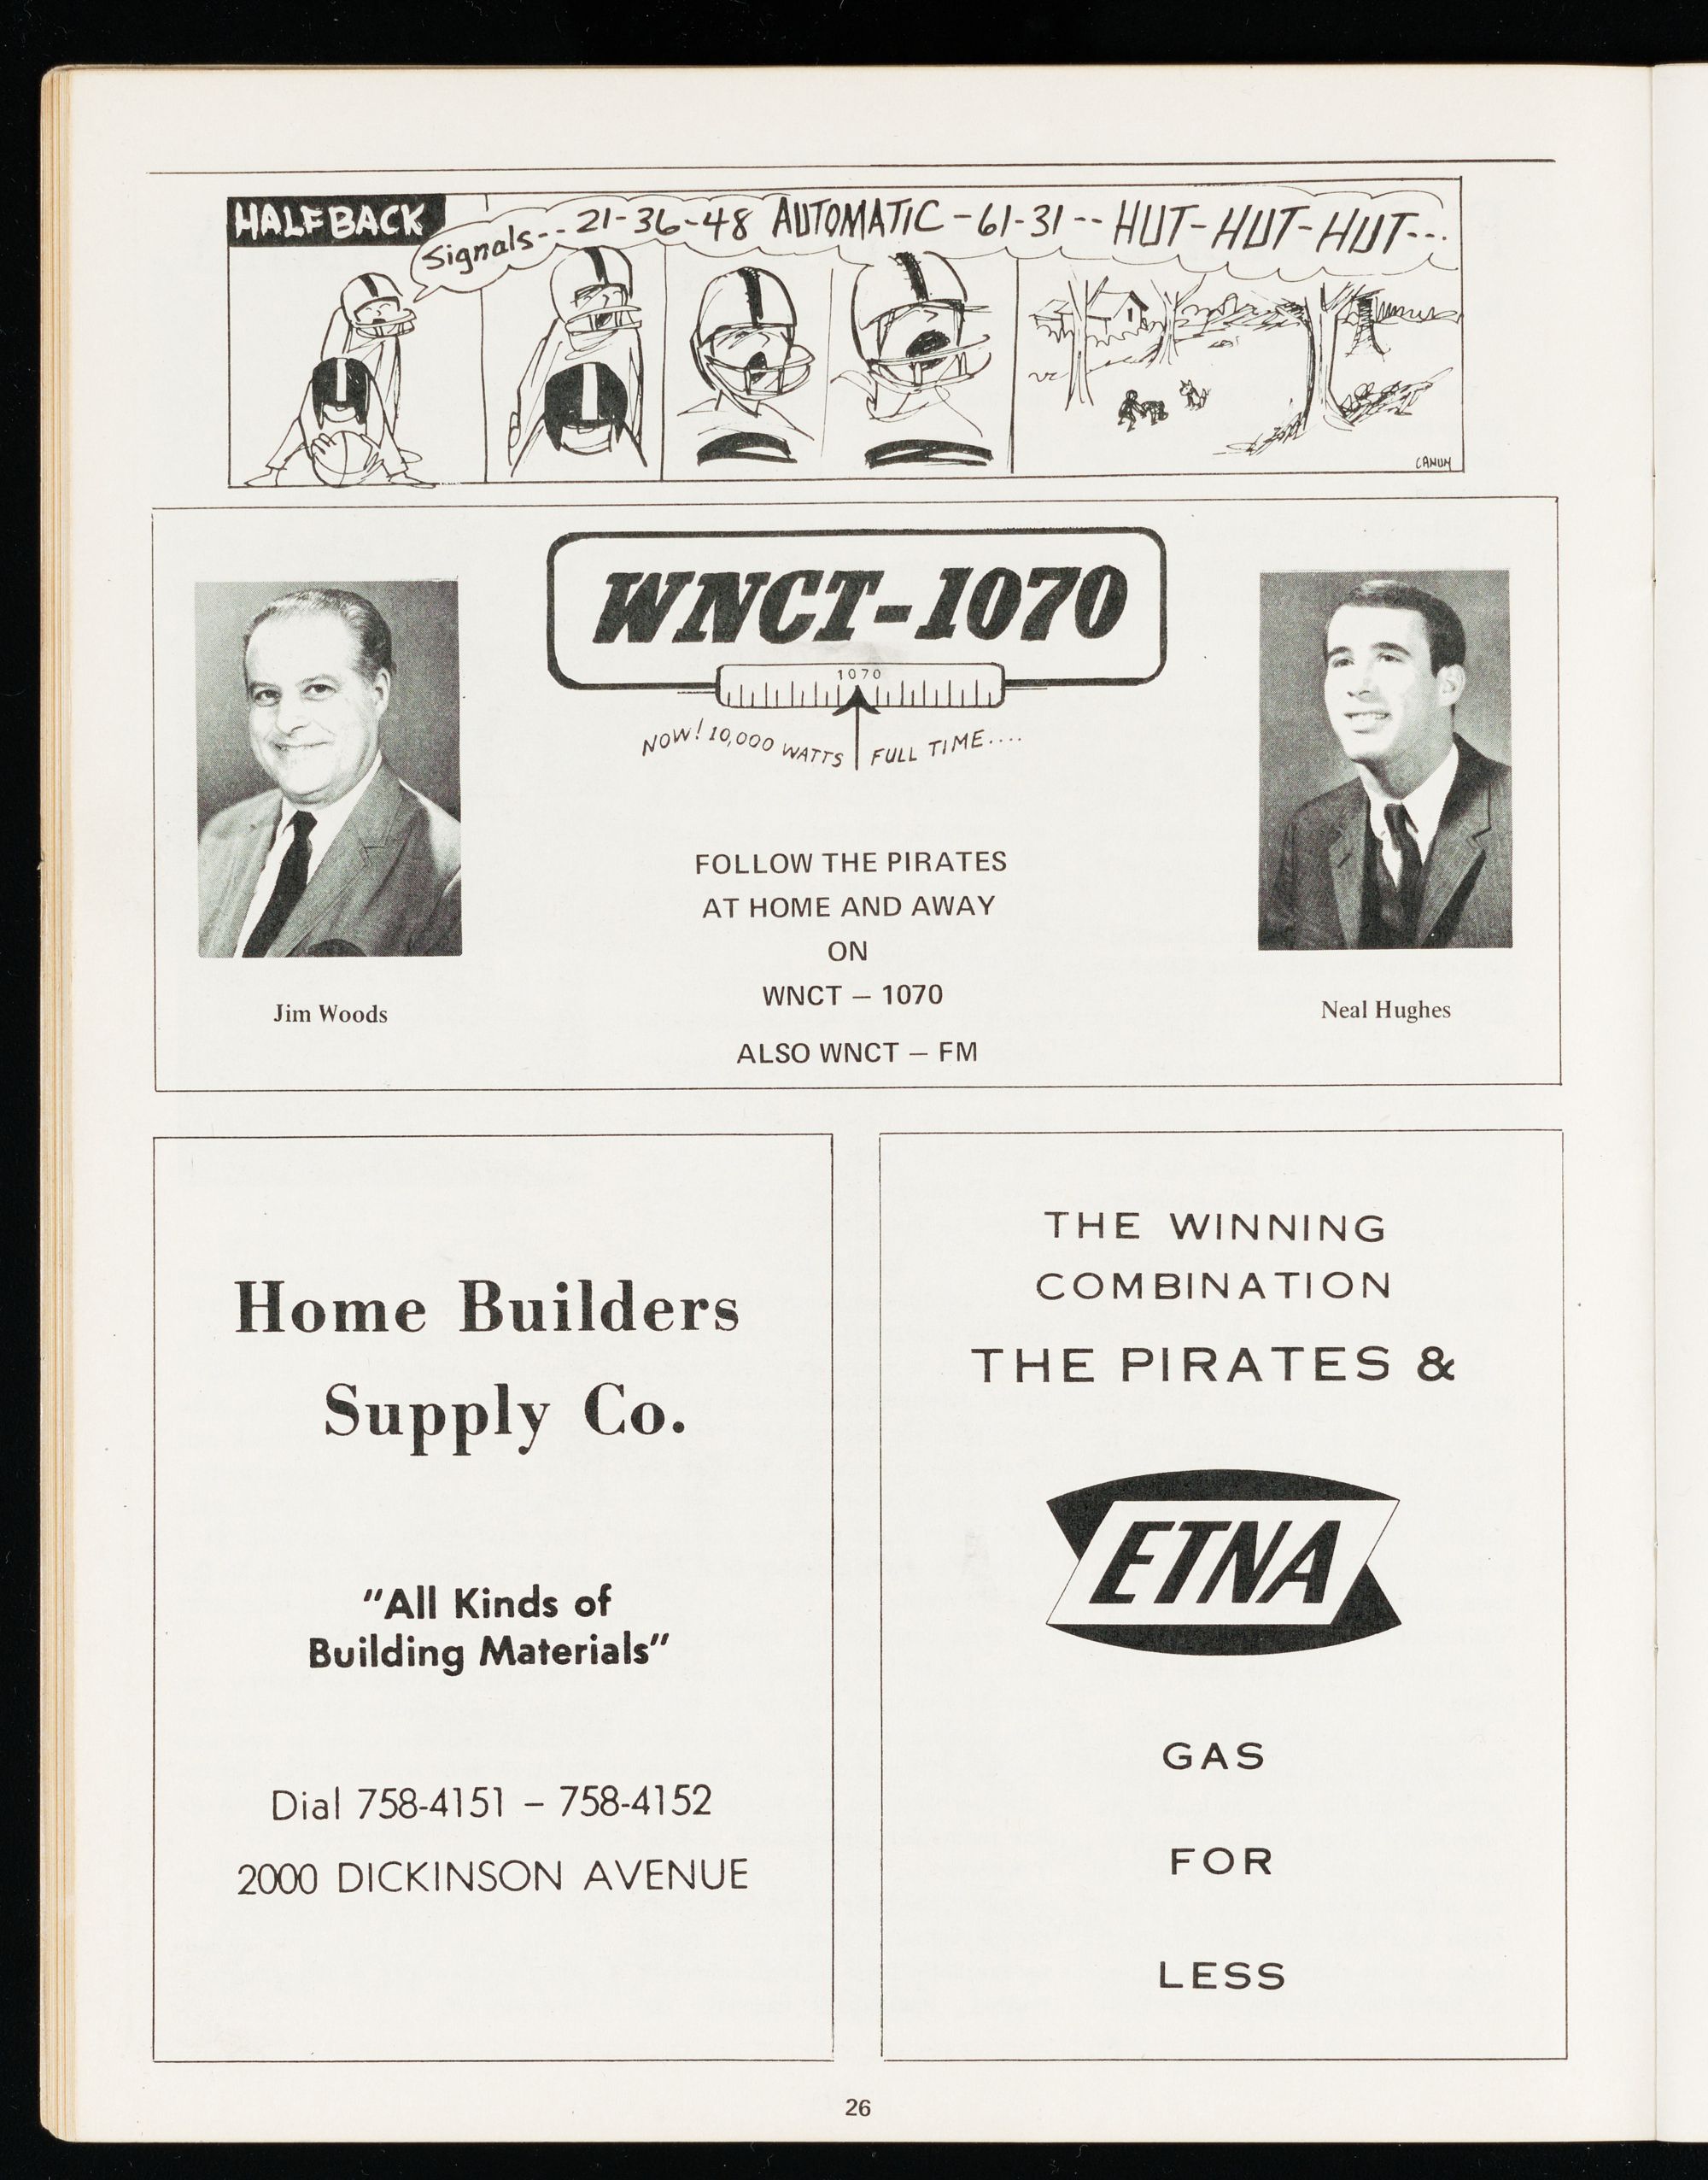 HALFBACK
Signals-- 21-36-48 AUTOMATIC -61-31-- HUT-HUT-HUT---
CANUM
WNCT-1070
1070
NOW! 10,000 WATTS FULL TIME....
FOLLOW THE PIRATES
AT HOME AND AWAY
ON
WNCT – 1070
ALSO WNCT – FM
Jim Woods
Neal Hughes
Home Builders
Supply Co.
"All Kinds of
Building Materials"
Dial 758-4151 – 758-4152
2000 DICKINSON AVENUE
THE WINNING
COMBINATION
THE PIRATES &
ETNA
GAS
FOR
LESS
26